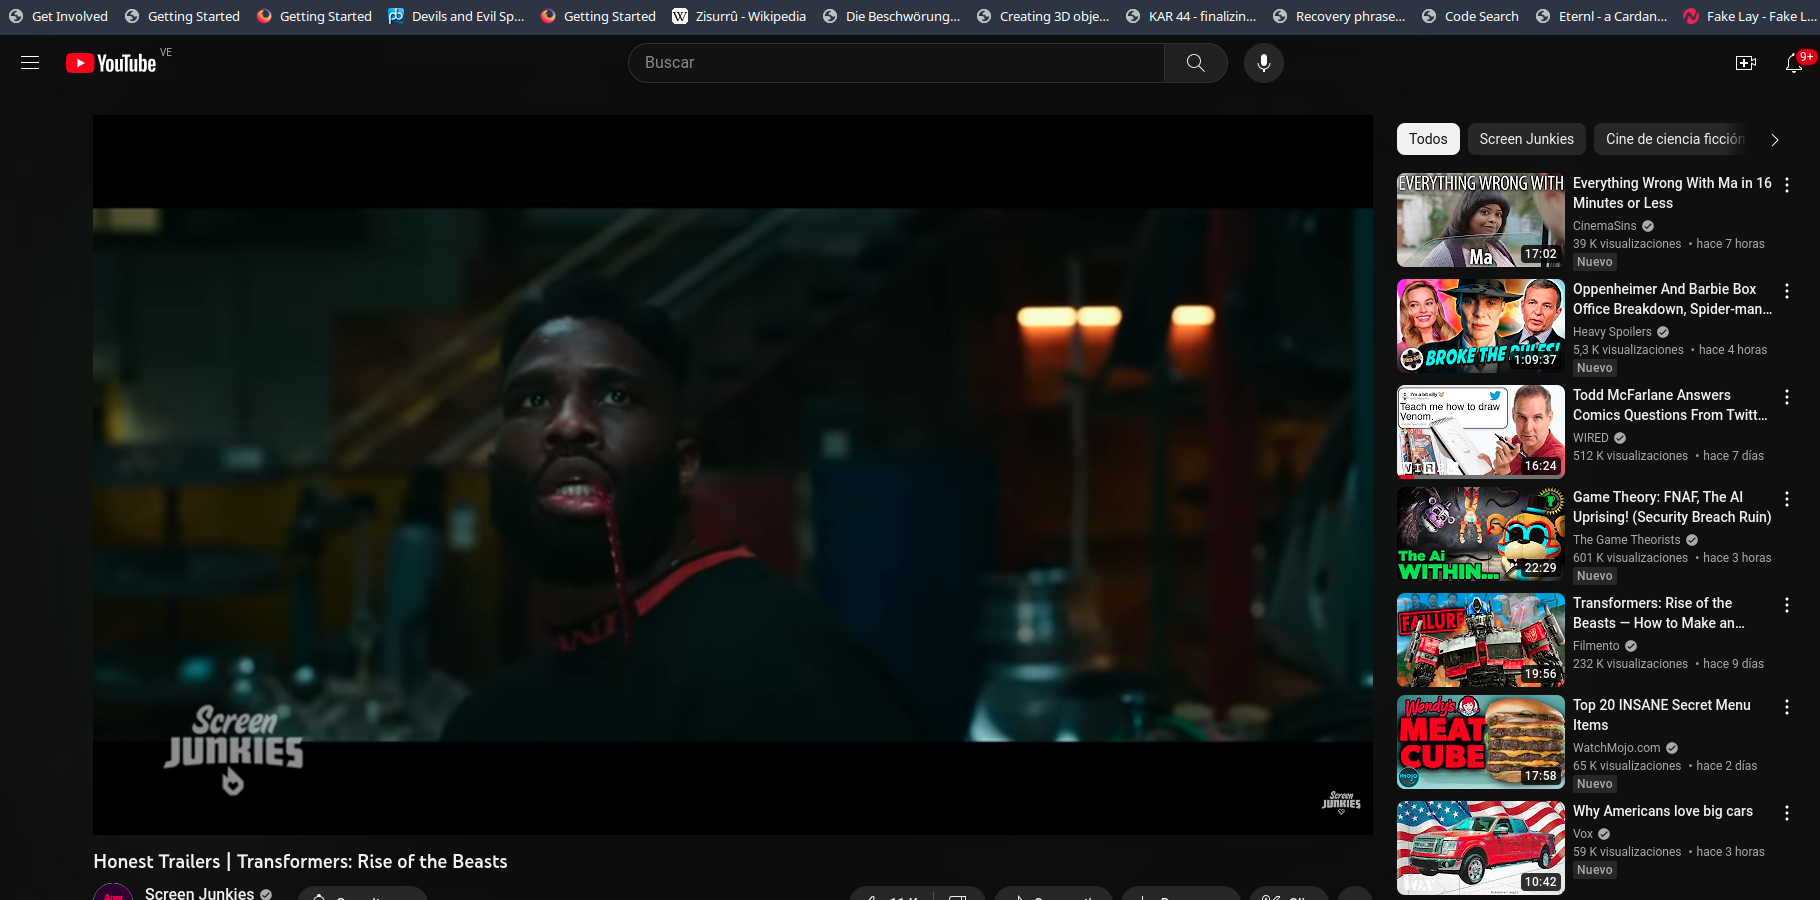 Get Involved
Getting Started
Getting Started
Devils and Evil Sp...
Getting Started
Zisurrû - Wikipedia
Die Beschwörung...
Creating 3D obje...
KAR 44 - finalizin...
Recovery phrase...
Code Search
Eternl - a Cardan...
Fake Lay - Fake L...
YouTube VE
Buscar
9+
Todos
Screen Junkies
Cine de ciencia ficción
EVERYTHING WRONG WITH
Ma
17:02
Everything Wrong With Ma in 16
Minutes or Less
CinemaSins
39 K visualizaciones • hace 7 horas
Nuevo
BROKE THE RULES!
1:09:37
Oppenheimer And Barbie Box
Office Breakdown, Spider-man...
Heavy Spoilers
5,3 K visualizaciones • hace 4 horas
Nuevo
Teach me how to draw
Venom.
WIRED
16:24
Todd McFarlane Answers
Comics Questions From Twitt...
WIRED
512 K visualizaciones • hace 7 días
The Ai
WITHIN...
22:29
Game Theory: FNAF, The AI
Uprising! (Security Breach Ruin)
The Game Theorists
601 K visualizaciones • hace 3 horas
Nuevo
FAILURE
19:56
Transformers: Rise of the
Beasts — How to Make an...
Filmento
232 K visualizaciones • hace 9 días
Wendy's
MEAT
CUBE
MOJO
17:58
Top 20 INSANE Secret Menu
Items
WatchMojo.com
65 K visualizaciones • hace 2 días
Nuevo
Vox
10:42
Why Americans love big cars
Vox
59 K visualizaciones • hace 3 horas
Nuevo
Screen
JUNKIES
Screen
JUNKIES
Honest Trailers | Transformers: Rise of the Beasts
Screen Junkies